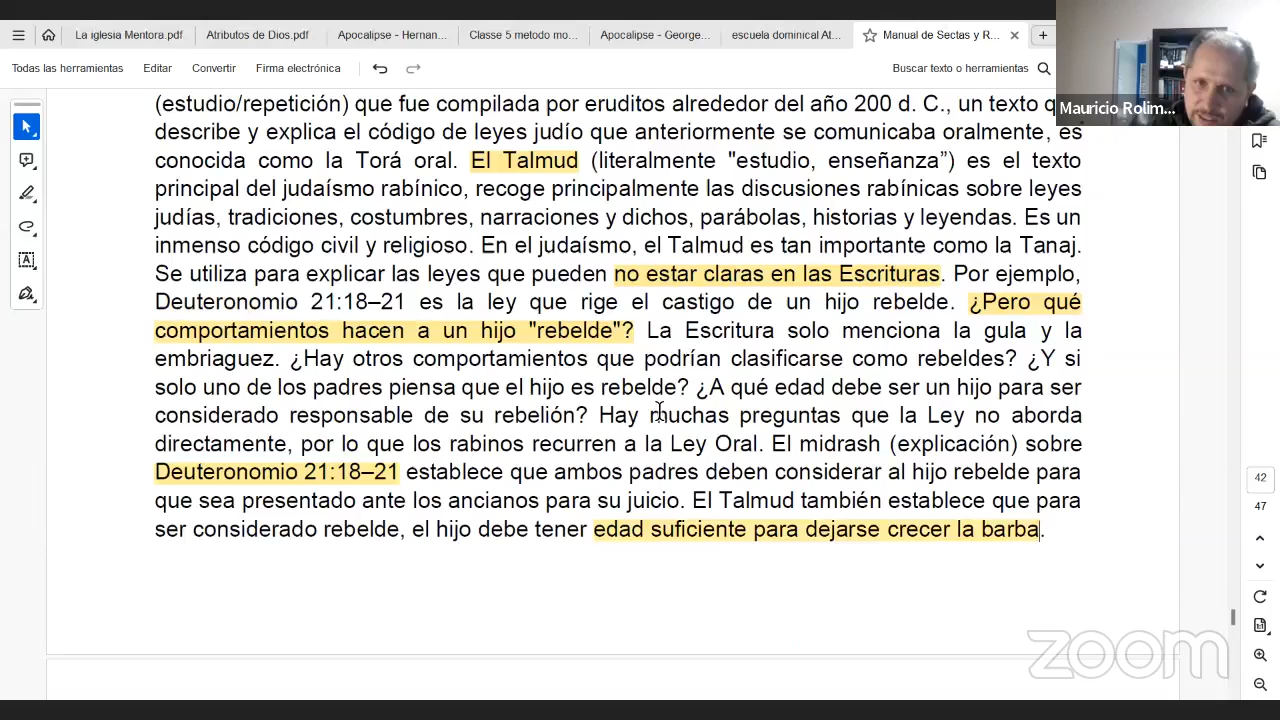 La iglesia Mentora.pdf
Atributos de Dios.pdf
Apocalipse - Hernan...
Classe 5 metodo mo...
Apocalipse - George...
escuela dominical Al...
Manual de Sectas y R...
Todas las herramientas
Editar
Convertir
Firma electrónica
Buscar texto o herramientas
Mauricio Rolim...
(estudio/repetición) que fue compilada por eruditos alrededor del año 200 d. C., un texto q
describe y explica el código de leyes judío que anteriormente se comunicaba oralmente, es
conocida como la Torá oral. El Talmud (literalmente "estudio, enseñanza”) es el texto
principal del judaísmo rabínico, recoge principalmente las discusiones rabínicas sobre leyes
judías, tradiciones, costumbres, narraciones y dichos, parábolas, historias y leyendas. Es un
inmenso código civil y religioso. En el judaísmo, el Talmud es tan importante como la Tanaj.
Se utiliza para explicar las leyes que pueden no estar claras en las Escrituras. Por ejemplo,
Deuteronomio 21:18–21 es la ley que rige el castigo de un hijo rebelde. ¿Pero qué
comportamientos hacen a un hijo "rebelde"? La Escritura solo menciona la gula y la
embriaguez. ¿Hay otros comportamientos que podrían clasificarse como rebeldes? ¿Y si
solo uno de los padres piensa que el hijo es rebelde? ¿A qué edad debe ser un hijo para ser
considerado responsable de su rebelión? Hay muchas preguntas que la Ley no aborda
directamente, por lo que los rabinos recurren a la Ley Oral. El midrash (explicación) sobre
Deuteronomio 21:18–21 establece que ambos padres deben considerar al hijo rebelde para
que sea presentado ante los ancianos para su juicio. El Talmud también establece que para
ser considerado rebelde, el hijo debe tener edad suficiente para dejarse crecer la barba.
42
47
zoom